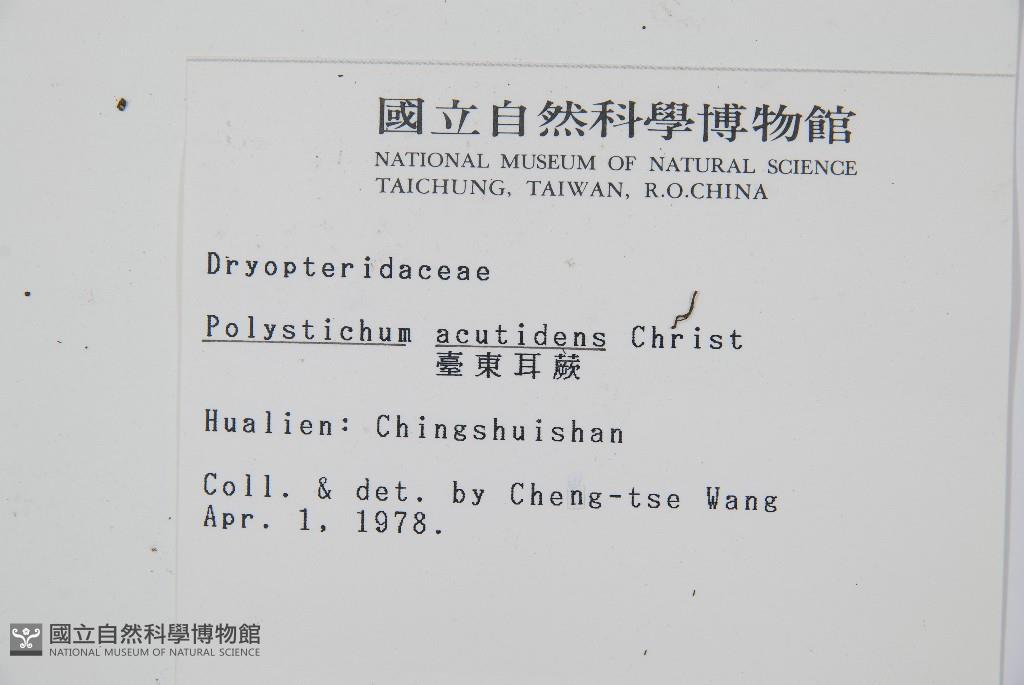 國立自然科學博物館
NATIONAL MUSEUM OF NATURAL SCIENCE
TAICHUNG, TAIWAN, R.O.CHINA
Dryopteridaceae
Polystichum acutidens Christ
臺東耳蕨
Hualien: Chingshuishan
Coll. & det. by Cheng-tse Wang
Apr. 1, 1978.
國立自然科學博物館
NATIONAL MUSEUM OF NATURAL SCIENCE